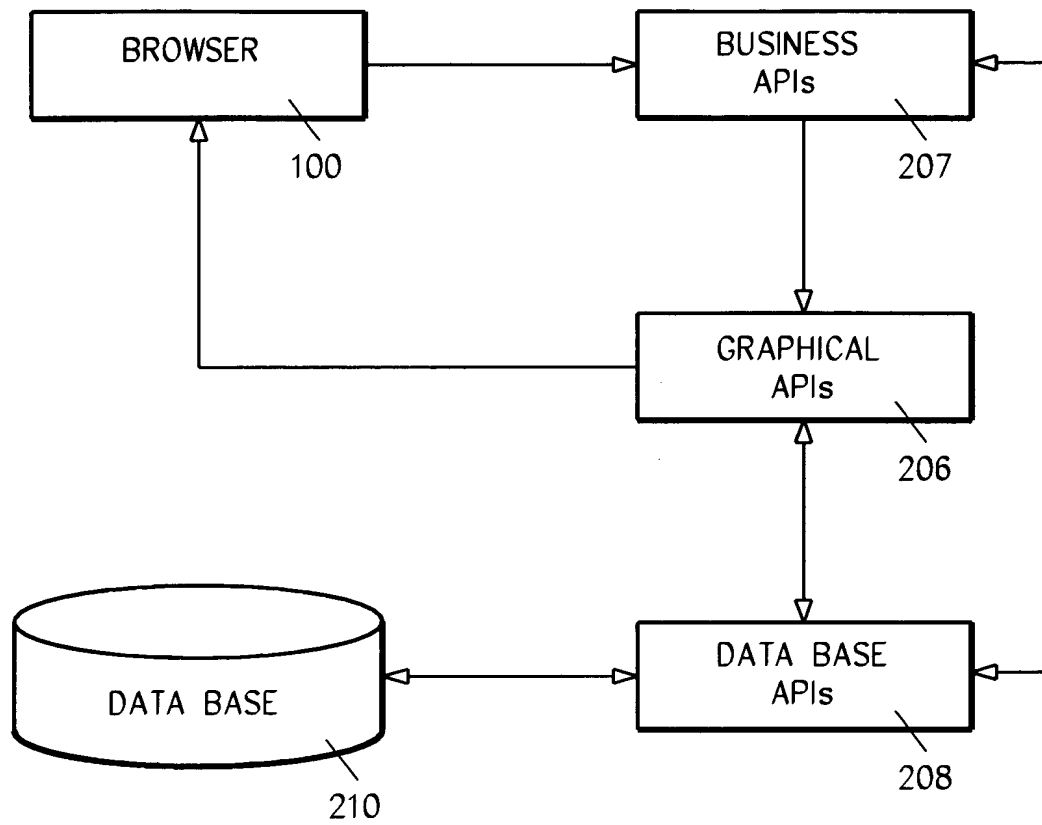 BROWSER
100
BUSINESS
APIs
207
GRAPHICAL
APIs
206
DATA BASE
210
DATA BASE
APIs
208